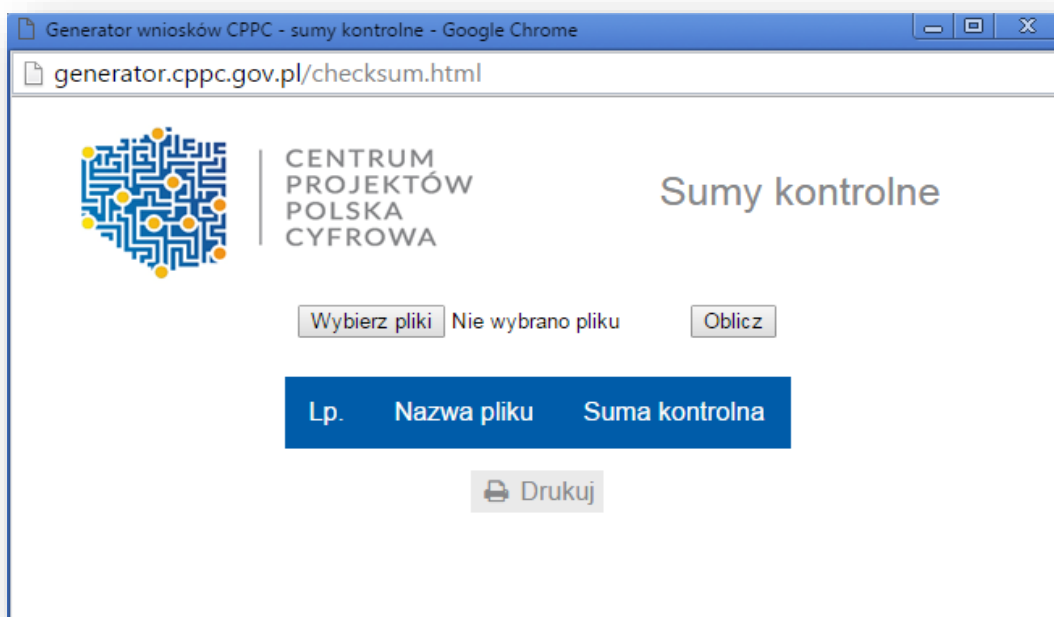 Generator wniosków CPPC - sumy kontrolne - Google Chrome
generator.cppc.gov.pl/checksum.html
CENTRUM
PROJEKTÓW
POLSKA
CYFROWA
Sumy kontrolne
Wybierz pliki Nie wybrano pliku Oblicz
Lp. Nazwa pliku Suma kontrolna
Drukuj